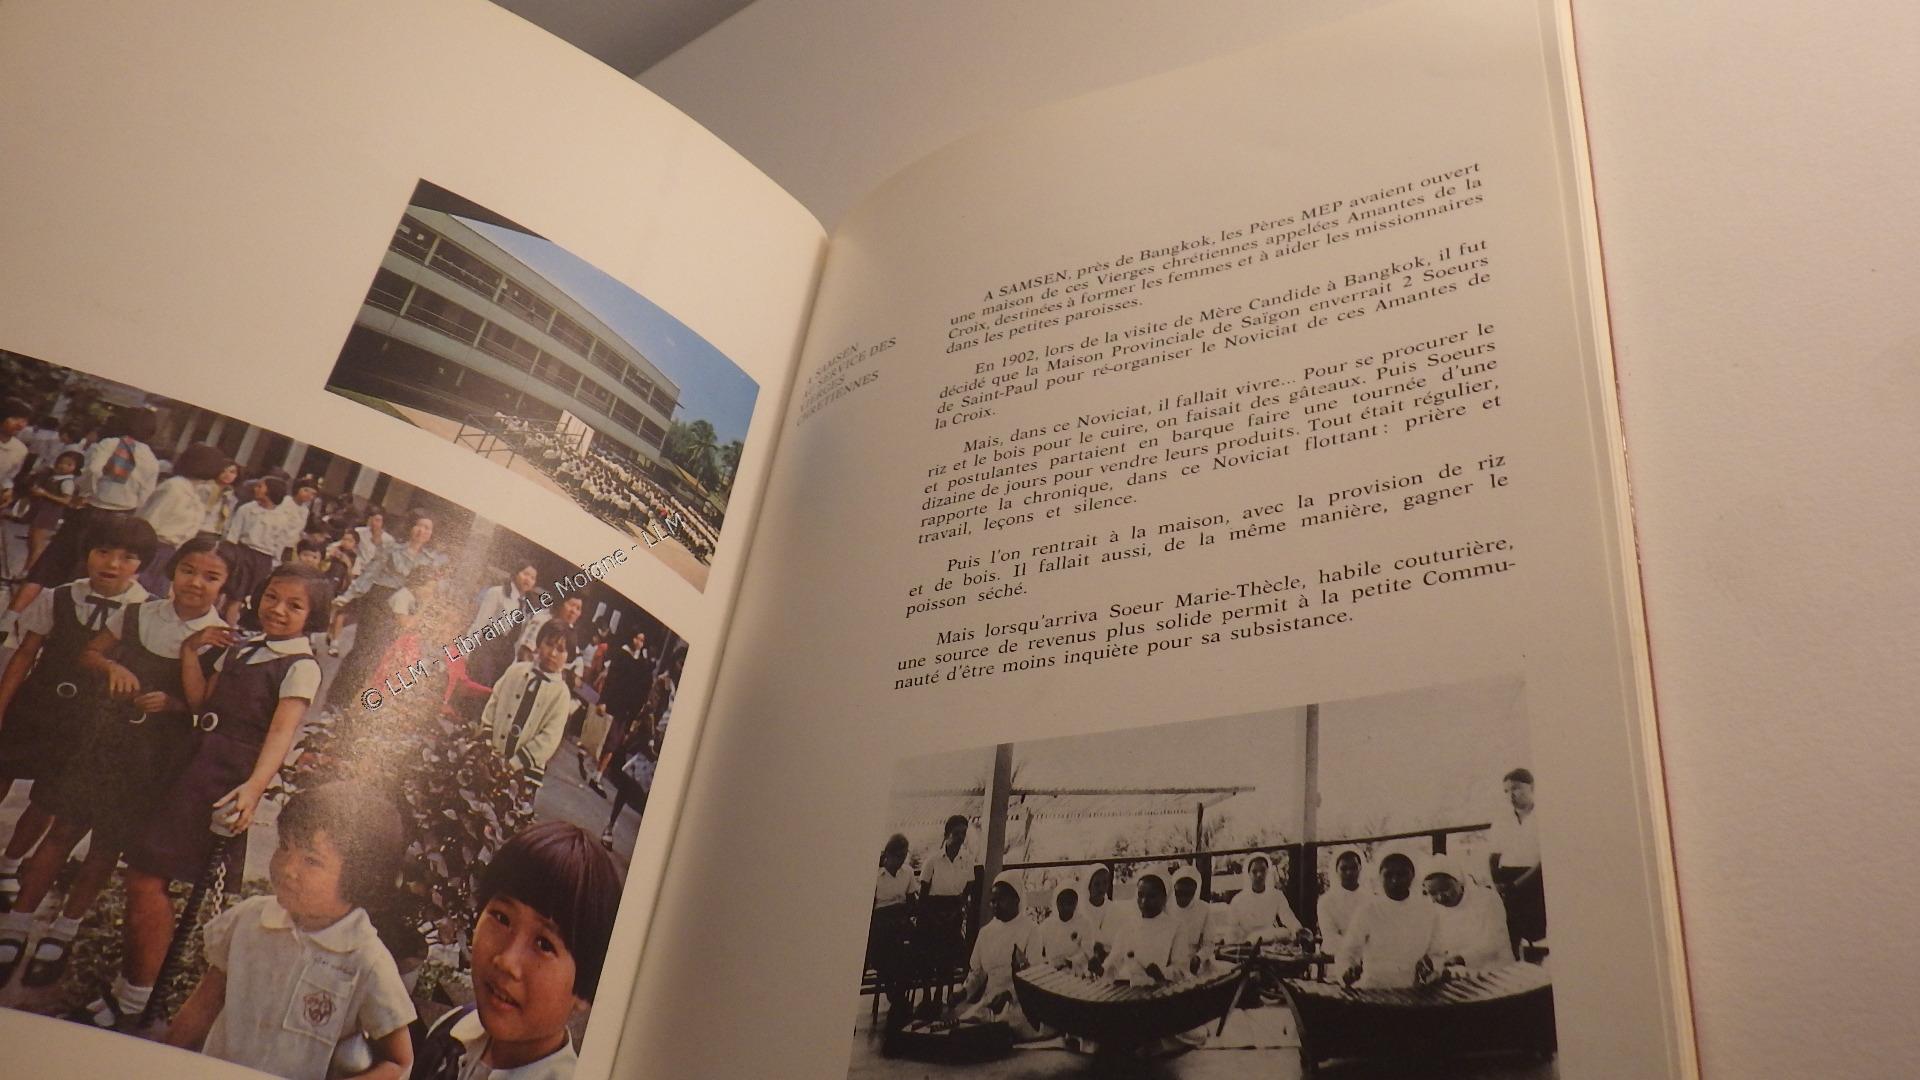 A SAMSEN
AU SERVICE DES
VIERGES
CHRÉTIENNES
A SAMSEN, près de Bangkok, les Pères MEP avaient ouvert
une maison de ces Vierges chrétiennes appelées Amantes de la
Croix, destinées à former les femmes et à aider les missionnaires
dans les petites paroisses.
En 1902, lors de la visite de Mère Candide à Bangkok, il fut
décidé que la Maison Provinciale de Saïgon enverrait 2 Soeurs
de Saint-Paul pour ré-organiser le Noviciat de ces Amantes de
la Croix.
Mais, dans ce Noviciat, il fallait vivre... Pour se procurer le
riz et le bois pour le cuire, on faisait des gâteaux. Puis Soeurs
et postulantes partaient en barque faire une tournée d'une
dizaine de jours pour vendre leurs produits. Tout était régulier,
rapporte la chronique, dans ce Noviciat flottant : prière et
travail, leçons et silence.
Puis l'on rentrait à la maison, avec la provision de riz
et de bois. Il fallait aussi, de la même manière, gagner le
poisson séché.
Mais lorsqu'arriva Soeur Marie-Thècle, habile couturière,
une source de revenus plus solide permit à la petite Commu-
nauté d'être moins inquiète pour sa subsistance.
© LLM - Librairie Le Moigne - LLM